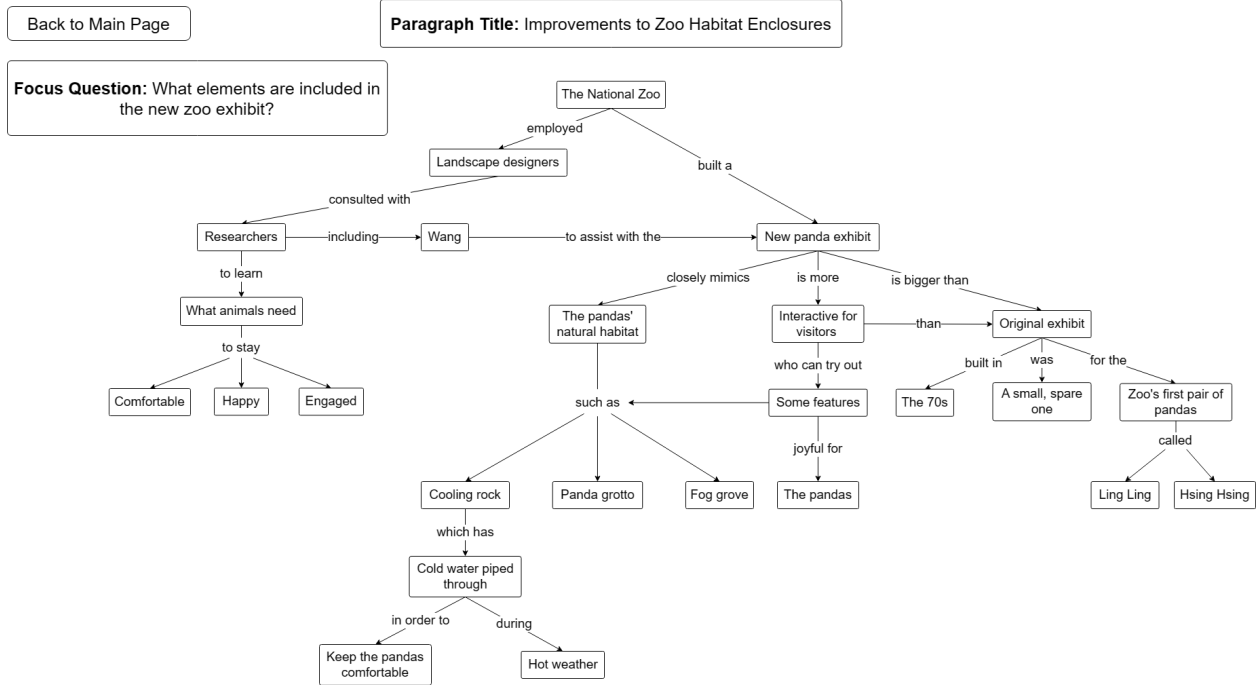 Back to Main Page
Paragraph Title: Improvements to Zoo Habitat Enclosures
Focus Question: What elements are included in
the new zoo exhibit?
The National Zoo
employed
built a
Landscape designers
consulted with
Researchers
including
Wang
to assist with the
New panda exhibit
to learn
closely mimics
is more
is bigger than
What animals need
The pandas'
natural habitat
Interactive for
visitors
than
Original exhibit
to stay
who can try out
built in
was
for the
Comfortable
Happy
Engaged
such as
Some features
The 70s
A small, spare
one
Zoo's first pair of
pandas
joyful for
called
Cooling rock
Panda grotto
Fog grove
The pandas
Ling Ling
Hsing Hsing
which has
Cold water piped
through
in order to
during
Keep the pandas
comfortable
Hot weather